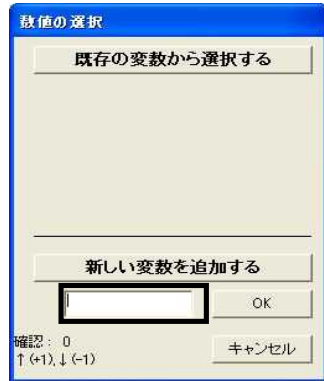 数値の選択
既存の変数から選択する
新しい変数を追加する
OK
確認： 0
↑(+1),↓(-1)
キャンセル